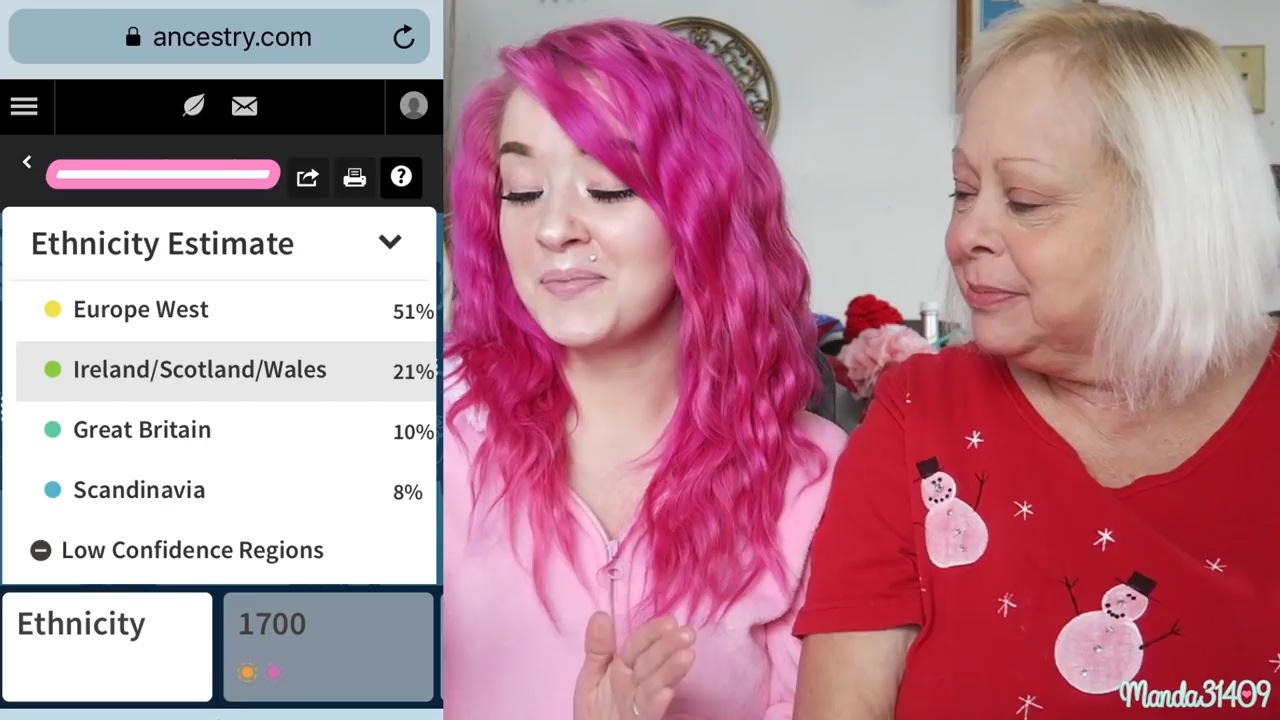 ancestry.com
Ethnicity Estimate
Europe West 51%
Ireland/Scotland/Wales 21%
Great Britain 10%
Scandinavia 8%
Low Confidence Regions
Ethnicity 1700
Manda31409